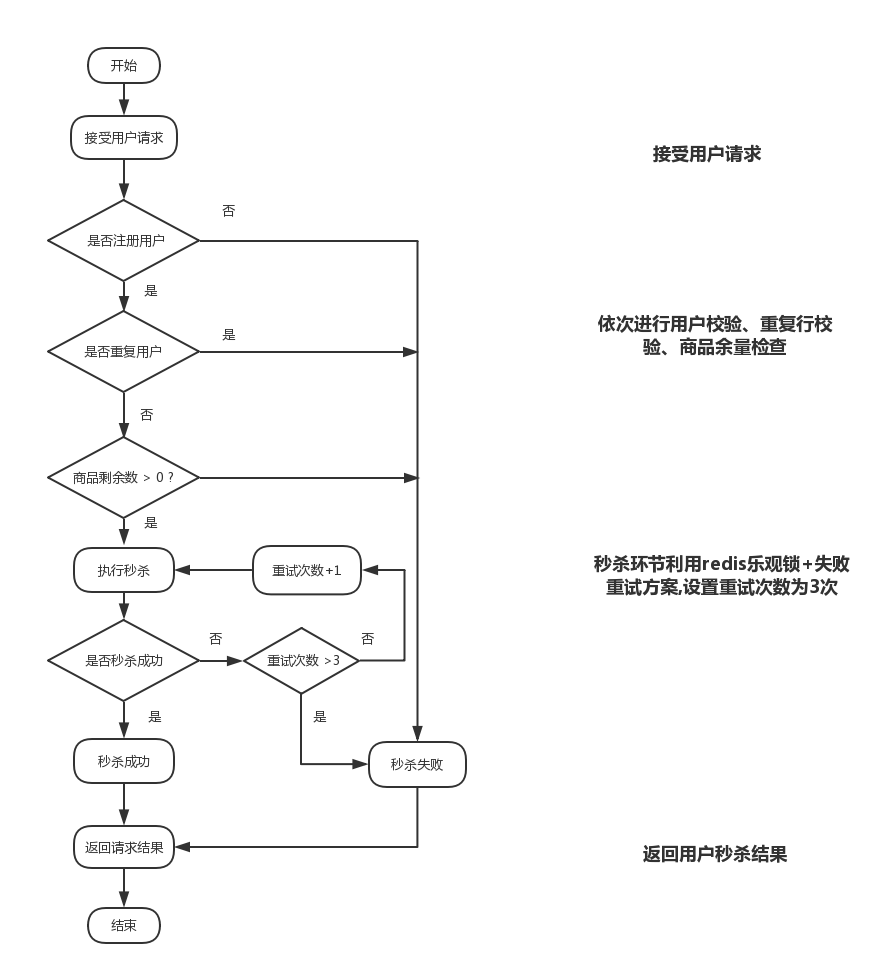 开始
接受用户请求
接受用户请求
否
是否注册用户
是
依次进行用户校验、重复行校
验、商品余量检查
是
是否重复用户
否
商品剩余数 > 0 ?
是
执行秒杀
重试次数+1
秒杀环节利用redis乐观锁+失败
重试方案,设置重试次数为3次
否
否
是否秒杀成功
重试次数 >3
是
是
秒杀成功
秒杀失败
返回请求结果
返回用户秒杀结果
结束